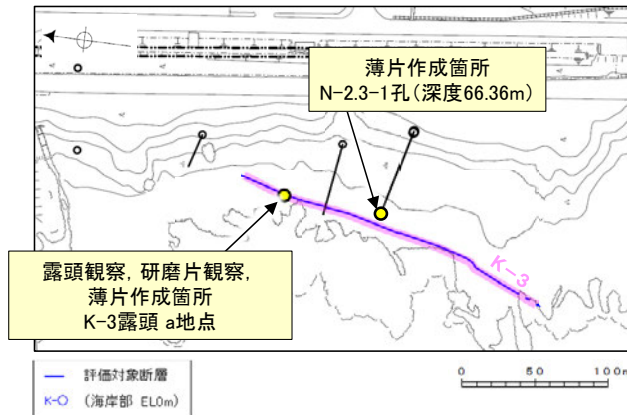 薄片作成箇所
N-2.3-1孔(深度66.36m)
露頭観察, 研磨片観察,
薄片作成箇所
K-3露頭 a地点
K-3
評価対象断層
K-○ (海岸部 EL0m)
0 50 100m